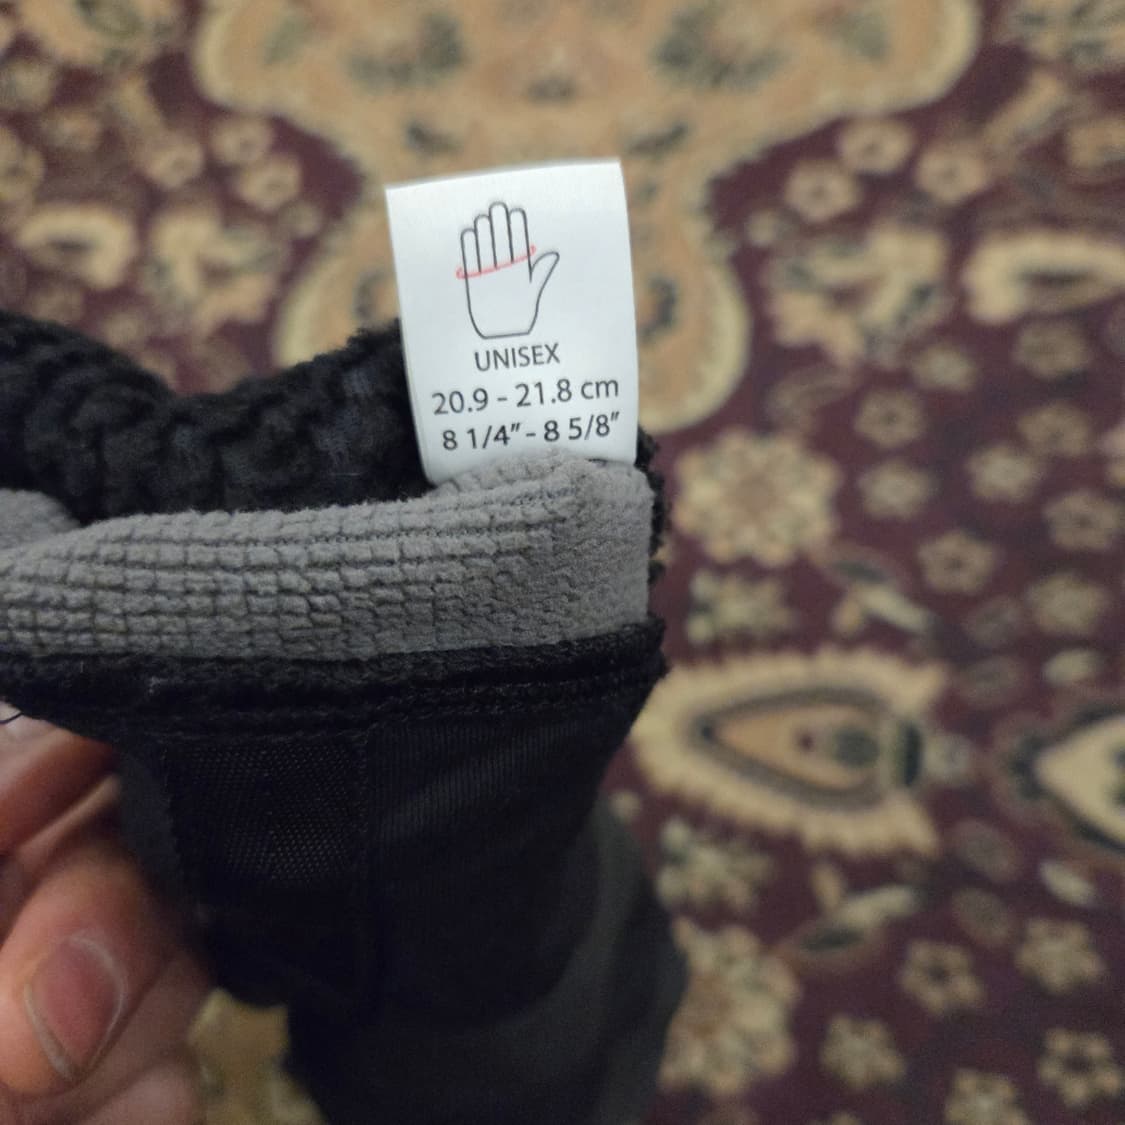 UNISEX
20.9 - 21.8 cm
8 1/4” - 8 5/8”